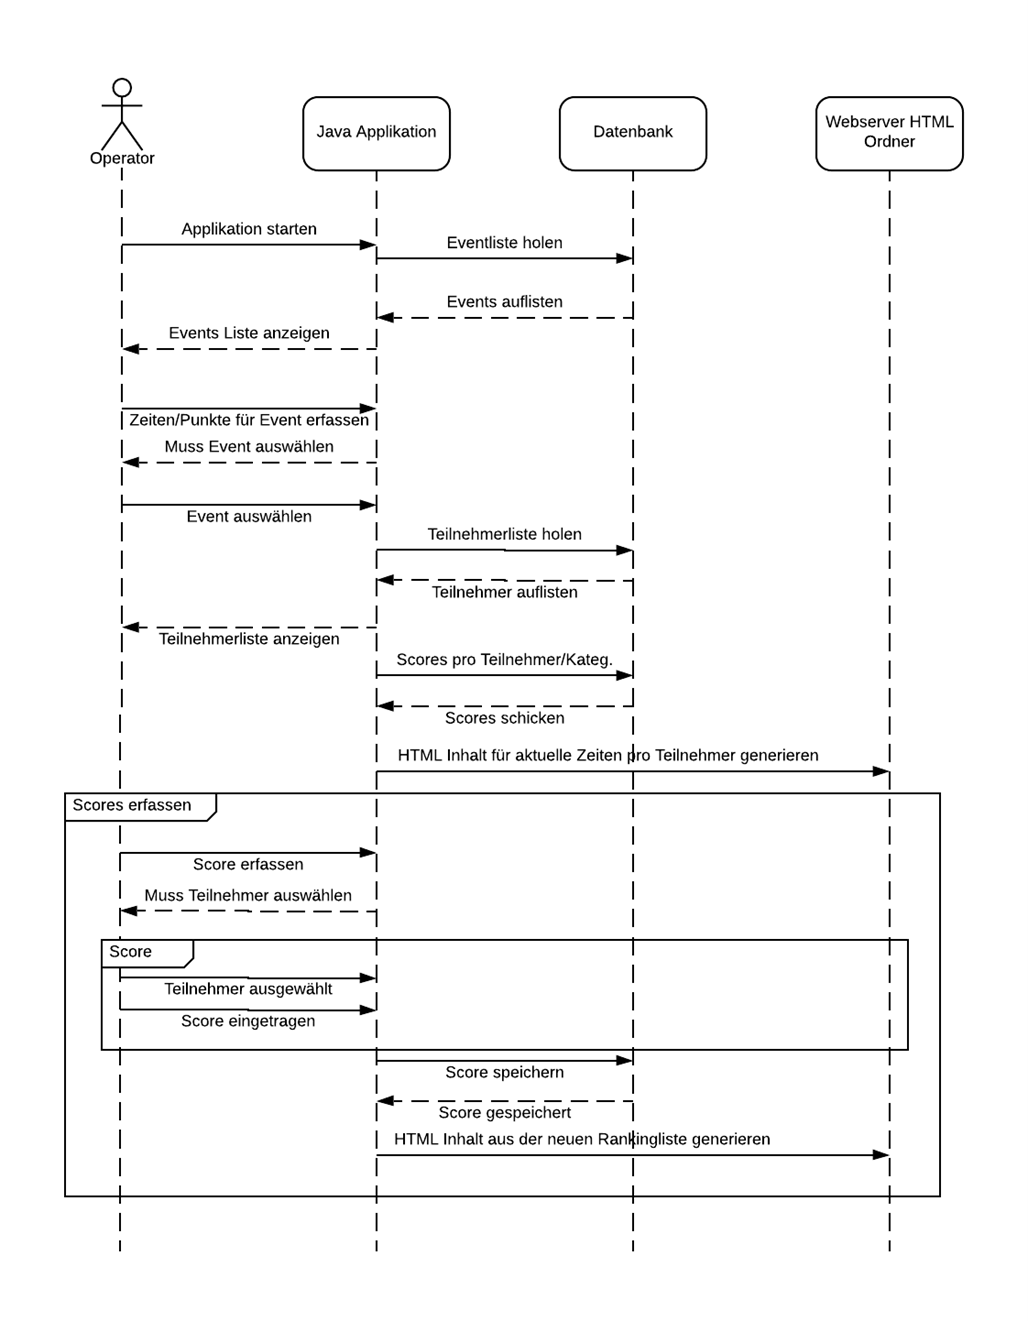 Operator
Java Applikation
Datenbank
Webserver HTML
Ordner
Applikation starten
Eventliste holen
Events auflisten
Events Liste anzeigen
Zeiten/Punkte für Event erfassen
Muss Event auswählen
Event auswählen
Teilnehmerliste holen
Teilnehmer auflisten
Teilnehmerliste anzeigen
Scores pro Teilnehmer/Kateg.
Scores schicken
HTML Inhalt für aktuelle Zeiten pro Teilnehmer generieren
Scores erfassen
Score erfassen
Muss Teilnehmer auswählen
Score
Teilnehmer ausgewählt
Score eingetragen
Score speichern
Score gespeichert
HTML Inhalt aus der neuen Rankingliste generieren